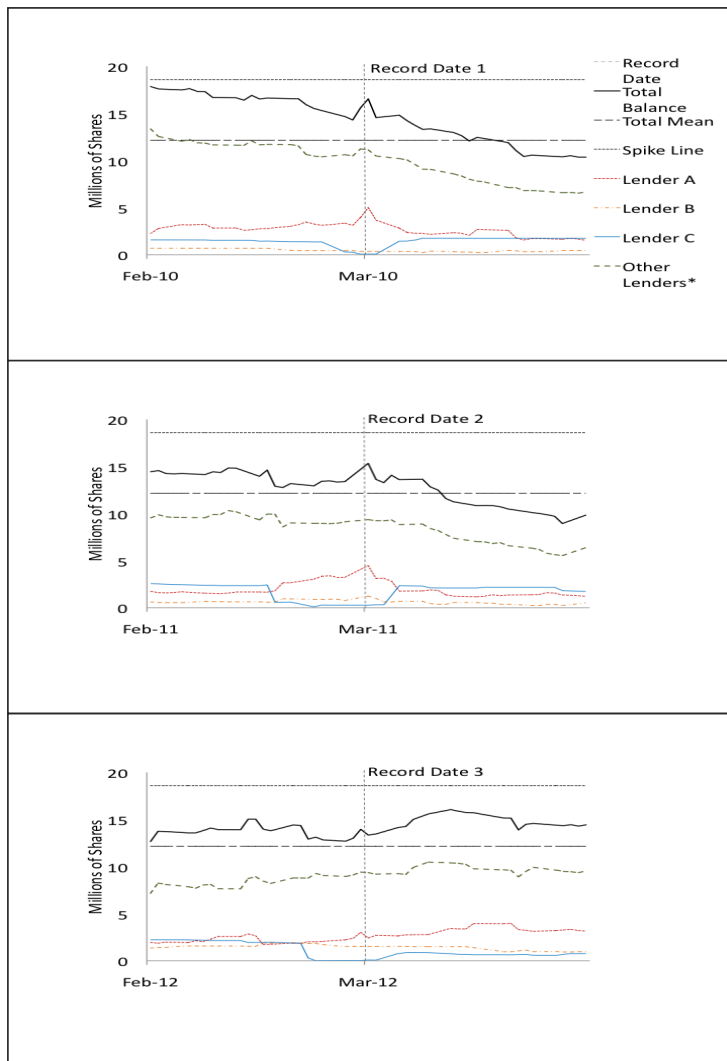 Record Date 1
20
15
10
5
0
Millions of Shares
Feb-10
Mar-10
Record
Date
Total
Balance
Total Mean
Spike Line
Lender A
Lender B
Lender C
Other
Lenders*
Record Date 2
20
15
10
5
0
Millions of Shares
Feb-11
Mar-11
Record Date 3
20
15
10
5
0
Millions of Shares
Feb-12
Mar-12